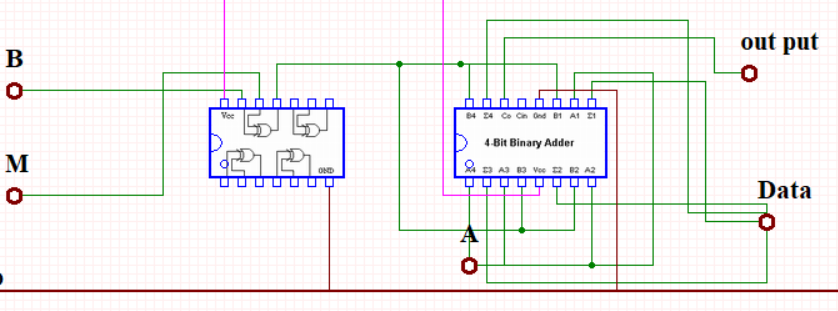 out put
B
Vcc
B4 Σ4 Co Cin Gnd B1 A1 Σ1
4-Bit Binary Adder
M
GND
A4 Σ3 A3 B3 Vcc Σ2 B2 A2
Data
A